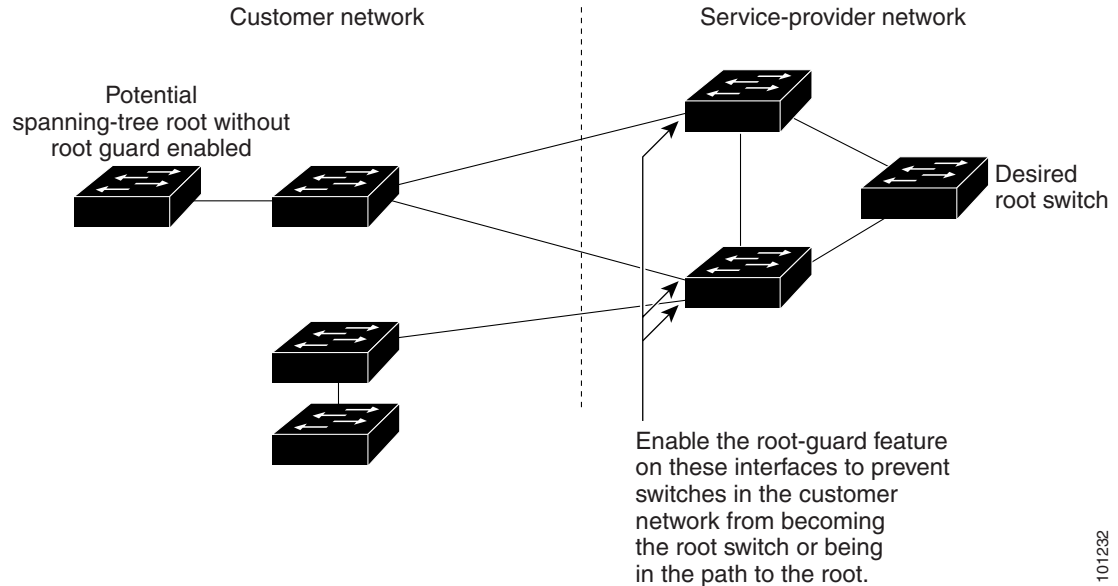 Customer network
Service-provider network
Potential
spanning-tree root without
root guard enabled
Desired
root switch
Enable the root-guard feature
on these interfaces to prevent
switches in the customer
network from becoming
the root switch or being
in the path to the root.
101232